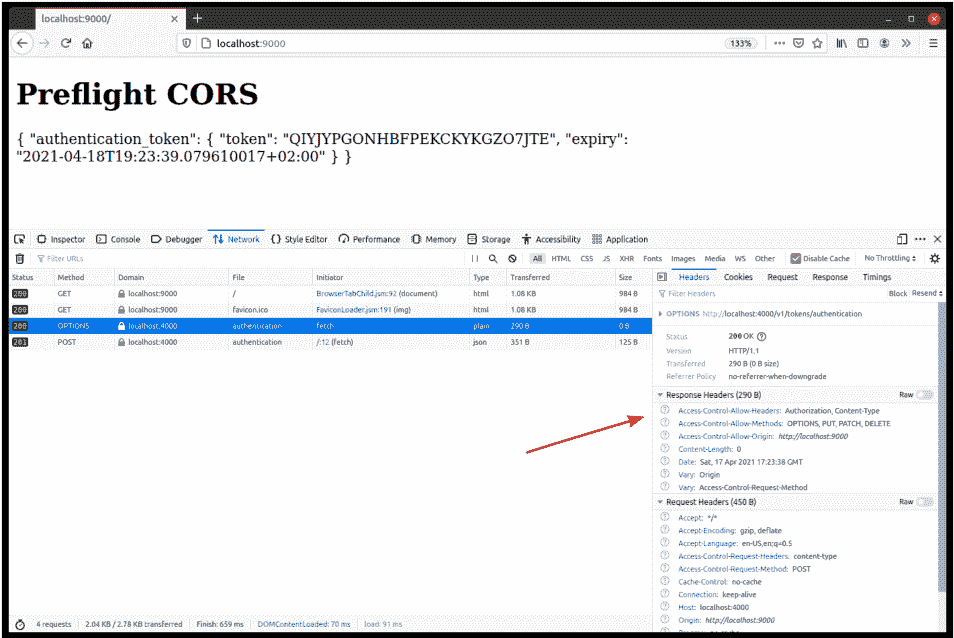 localhost:9000/
localhost:9000
133%
Preflight CORS
{ "authentication_token": { "token": "QIYJYPGONHBFPEKCKYKGZO7JTE", "expiry":
"2021-04-18T19:23:39.079610017+02:00" } }
Inspector Console Debugger Network Style Editor Performance Memory Storage Accessibility Application
Filter URLs
All HTML CSS JS XHR Fonts Images Media WS Other Disable Cache No Throttling
Status Method Domain File Initiator Type Transferred Size
200 GET localhost:9000 / BrowserTabChild.jsm:92 (document) html 1.08 KB 984 B
200 GET localhost:9000 favicon.ico FaviconLoader.jsm:191 (img) html 1.08 KB 984 B
200 OPTIONS localhost:4000 authentication fetch plain 290 B 0 B
201 POST localhost:4000 authentication /:12 (fetch) json 351 B 125 B
Headers Cookies Request Response Timings
Filter Headers Block Resend
OPTIONS http://localhost:4000/v1/tokens/authentication
Status 200 OK
Version HTTP/1.1
Transferred 290 B (0 B size)
Referrer Policy no-referrer-when-downgrade
Response Headers (290 B) Raw
Access-Control-Allow-Headers: Authorization, Content-Type
Access-Control-Allow-Methods: OPTIONS, PUT, PATCH, DELETE
Access-Control-Allow-Origin: http://localhost:9000
Content-Length: 0
Date: Sat, 17 Apr 2021 17:23:38 GMT
Vary: Origin
Vary: Access-Control-Request-Method
Request Headers (450 B) Raw
Accept: */*
Accept-Encoding: gzip, deflate
Accept-Language: en-US,en;q=0.5
Access-Control-Request-Headers: content-type
Access-Control-Request-Method: POST
Cache-Control: no-cache
Connection: keep-alive
Host: localhost:4000
Origin: http://localhost:9000
4 requests 2.04 KB / 2.78 KB transferred Finish: 659 ms DOMContentLoaded: 70 ms load: 91 ms